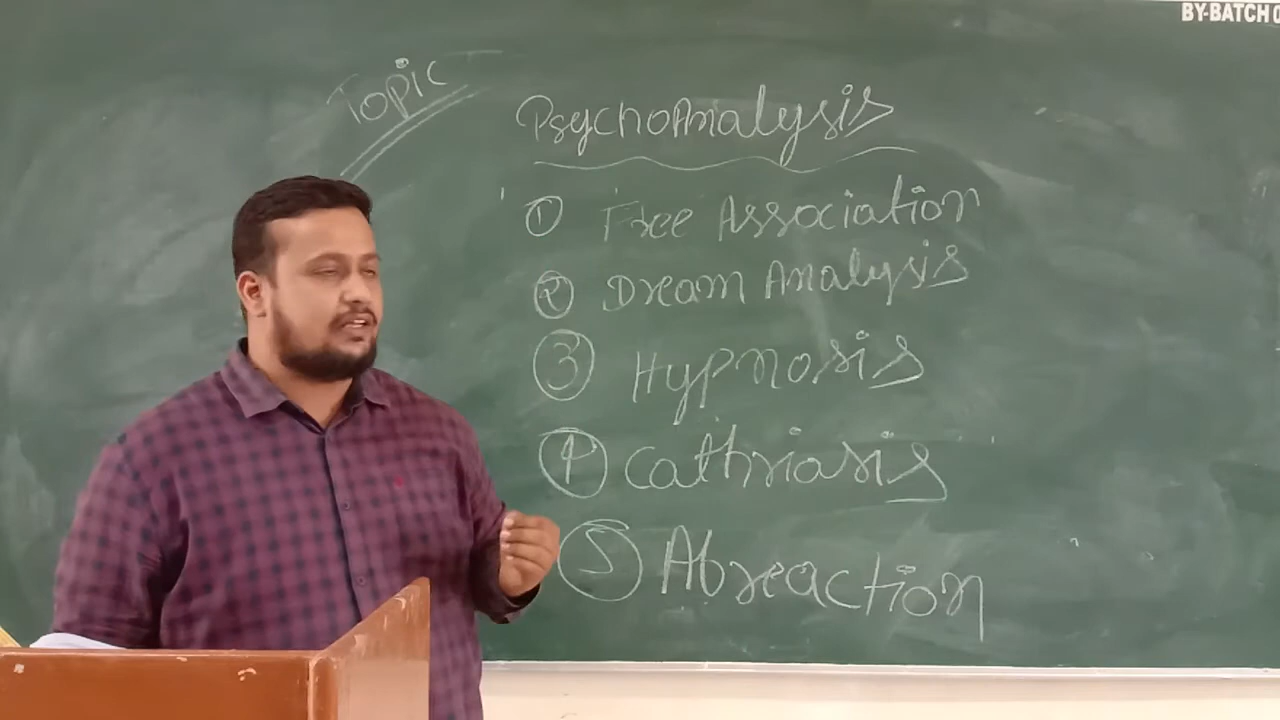 BY-BATCH
Topic
PsychoAnalysis
① Free Association
② Dream Analysis
③ Hypnosis
④ Cathriasis
⑤ Abreaction